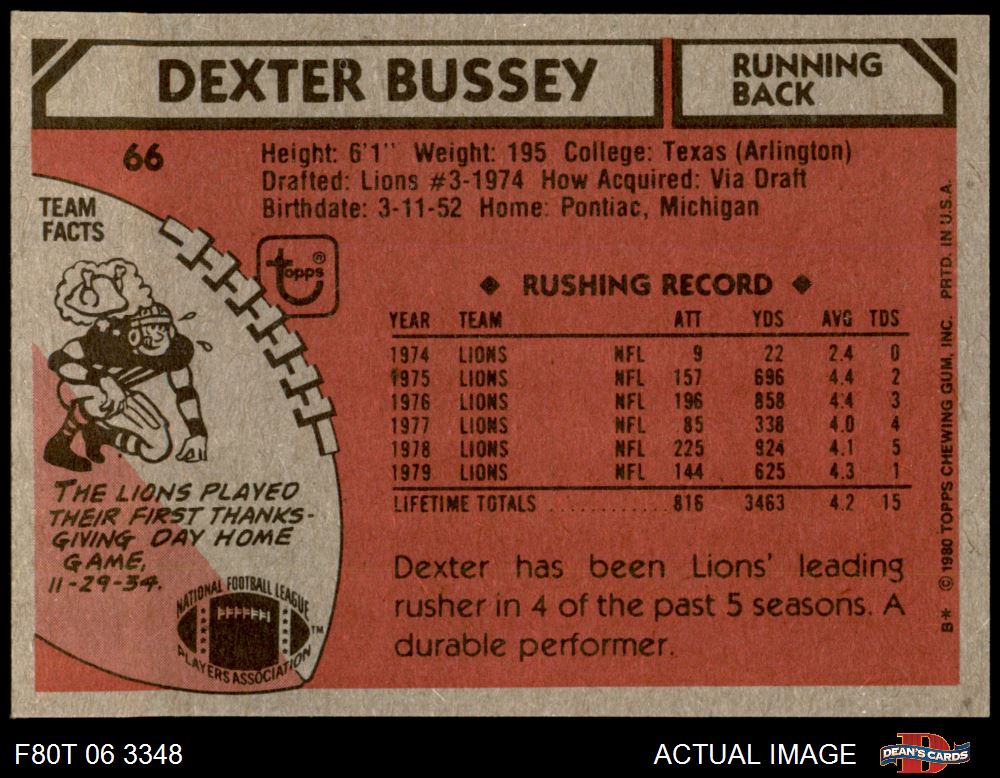 DEXTER BUSSEY
RUNNING
BACK
66
Height: 6'1" Weight: 195 College: Texas (Arlington)
Drafted: Lions #3-1974 How Acquired: Via Draft
Birthdate: 3-11-52 Home: Pontiac, Michigan
TEAM
FACTS
topps®
◆ RUSHING RECORD ◆
YEAR TEAM ATT YDS AVG TDS
1974 LIONS NFL 9 22 2.4 0
1975 LIONS NFL 157 696 4.4 2
1976 LIONS NFL 196 858 4.4 3
1977 LIONS NFL 85 338 4.0 4
1978 LIONS NFL 225 924 4.1 5
1979 LIONS NFL 144 625 4.3 1
LIFETIME TOTALS ............ 816 3463 4.2 15
THE LIONS PLAYED
THEIR FIRST THANKS-
GIVING DAY HOME
GAME,
11-29-34.
NATIONAL FOOTBALL LEAGUE
PLAYERS ASSOCIATION
TM
Dexter has been Lions' leading
rusher in 4 of the past 5 seasons. A
durable performer.
B* © 1980 TOPPS CHEWING GUM, INC. PRTD. IN U.S.A.
F80T 06 3348
ACTUAL IMAGE
DEAN'S CARDS